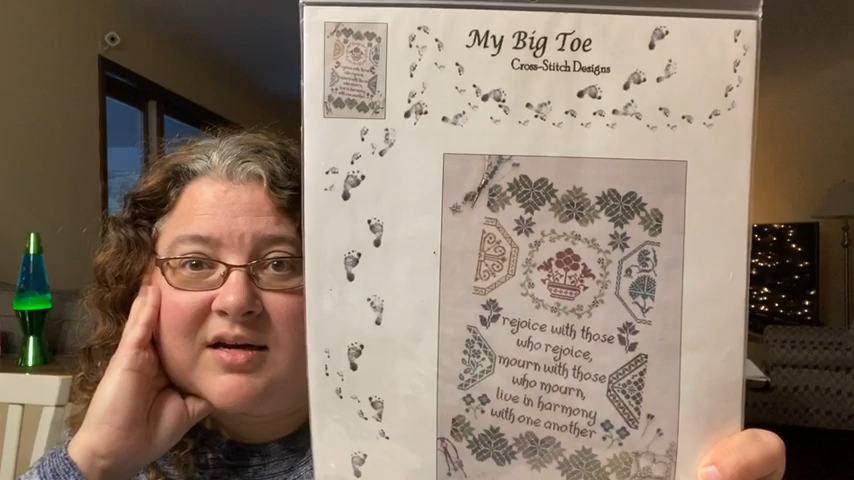 My Big Toe
Cross-Stitch Designs
rejoice with those
who rejoice,
mourn with those
who mourn,
live in harmony
with one another